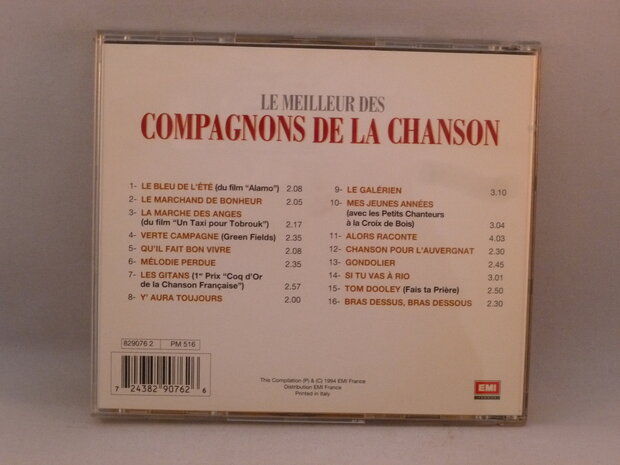 LE MEILLEUR DES
COMPAGNONS DE LA CHANSON
1- LE BLEU DE L'ÉTÉ (du film "Alamo") 2.08
2- LE MARCHAND DE BONHEUR 2.05
3- LA MARCHE DES ANGES
(du film "Un Taxi pour Tobrouk") 2.17
4- VERTE CAMPAGNE (Green Fields) 2.35
5- QU'IL FAIT BON VIVRE 2.08
6- MÉLODIE PERDUE 2.35
7- LES GITANS (1er Prix "Coq d'Or
de la Chanson Française") 2.57
8- Y' AURA TOUJOURS 2.00
9- LE GALÉRIEN 3.10
10- MES JEUNES ANNÉES
(avec les Petits Chanteurs
à la Croix de Bois) 3.04
11- ALORS RACONTE 4.03
12- CHANSON POUR L'AUVERGNAT 2.30
13- GONDOLIER 2.45
14- SI TU VAS À RIO 3.01
15- TOM DOOLEY (Fais ta Prière) 2.50
16- BRAS DESSUS, BRAS DESSOUS 2.30
829076 2 PM 516
7 24382 90762 6
This Compilation (P) & (C) 1994 EMI France
Distribution EMI France
Printed in Italy
EMI